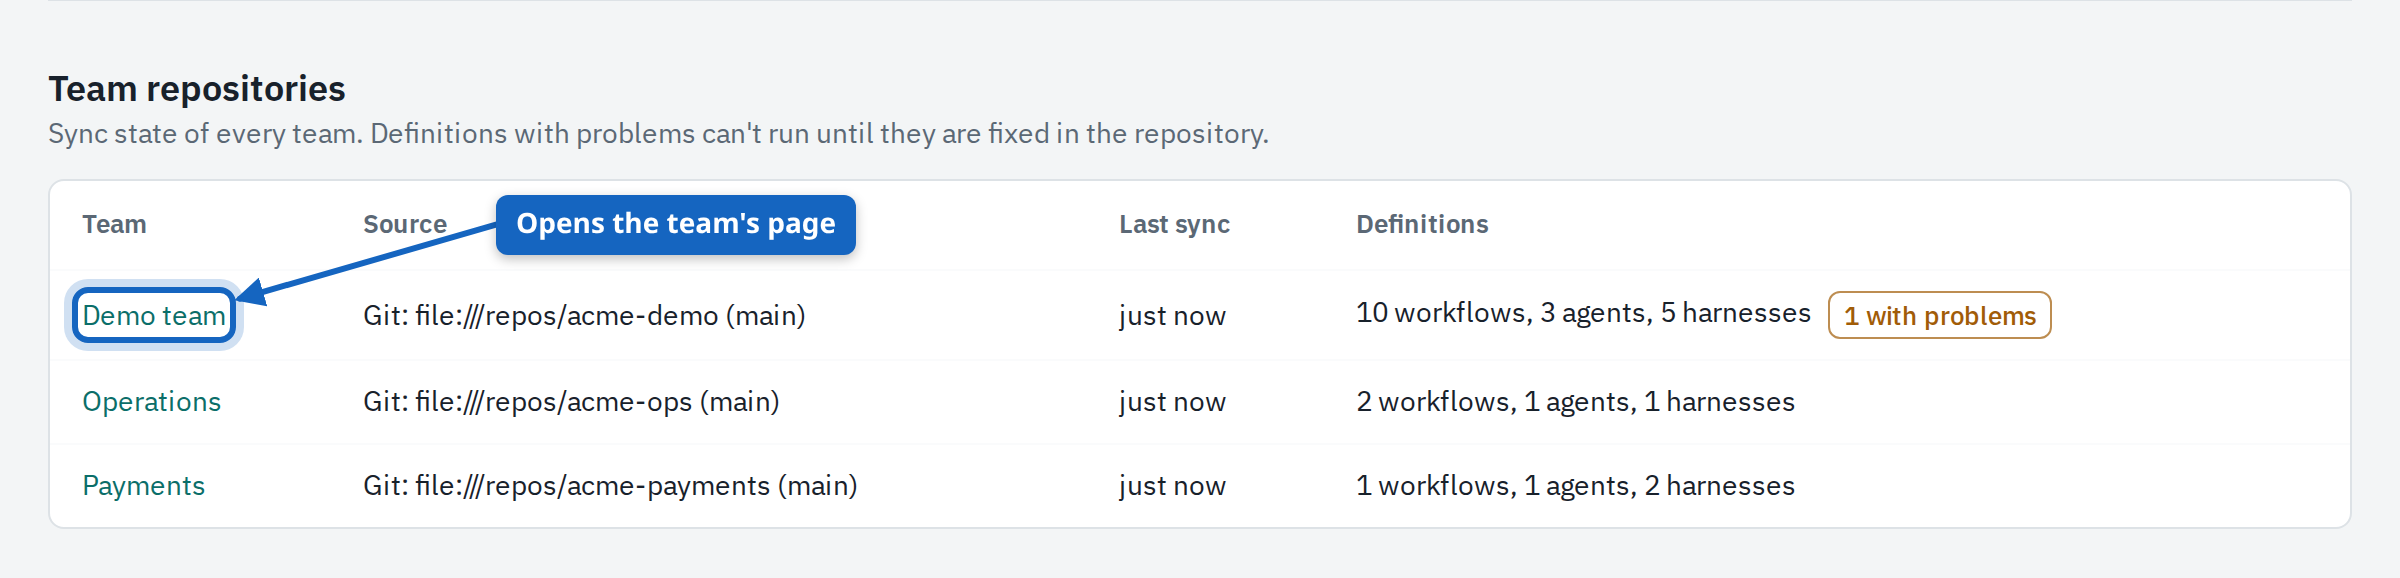 Team repositories
Sync state of every team. Definitions with problems can't run until they are fixed in the repository.
Team Source Opens the team's page Last sync Definitions
Demo team Git: file:///repos/acme-demo (main) just now 10 workflows, 3 agents, 5 harnesses 1 with problems
Operations Git: file:///repos/acme-ops (main) just now 2 workflows, 1 agents, 1 harnesses
Payments Git: file:///repos/acme-payments (main) just now 1 workflows, 1 agents, 2 harnesses